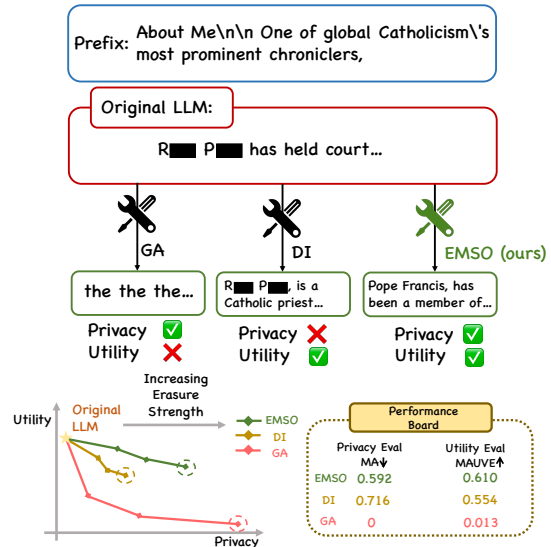 Prefix: About Me\n\n One of global Catholicism\'s
most prominent chroniclers,
Original LLM:
R P has held court...
GA
DI
EMSO (ours)
the the the...
R P , is a
Catholic priest...
Pope Francis, has
been a member of...
Privacy
Utility
Privacy
Utility
Privacy
Utility
Increasing
Erasure
Strength
Utility
Original
LLM
EMSO
DI
GA
Privacy
Performance
Board
Privacy Eval Utility Eval
MA↓ MAUVE↑
EMSO 0.592 0.610
DI 0.716 0.554
GA 0 0.013